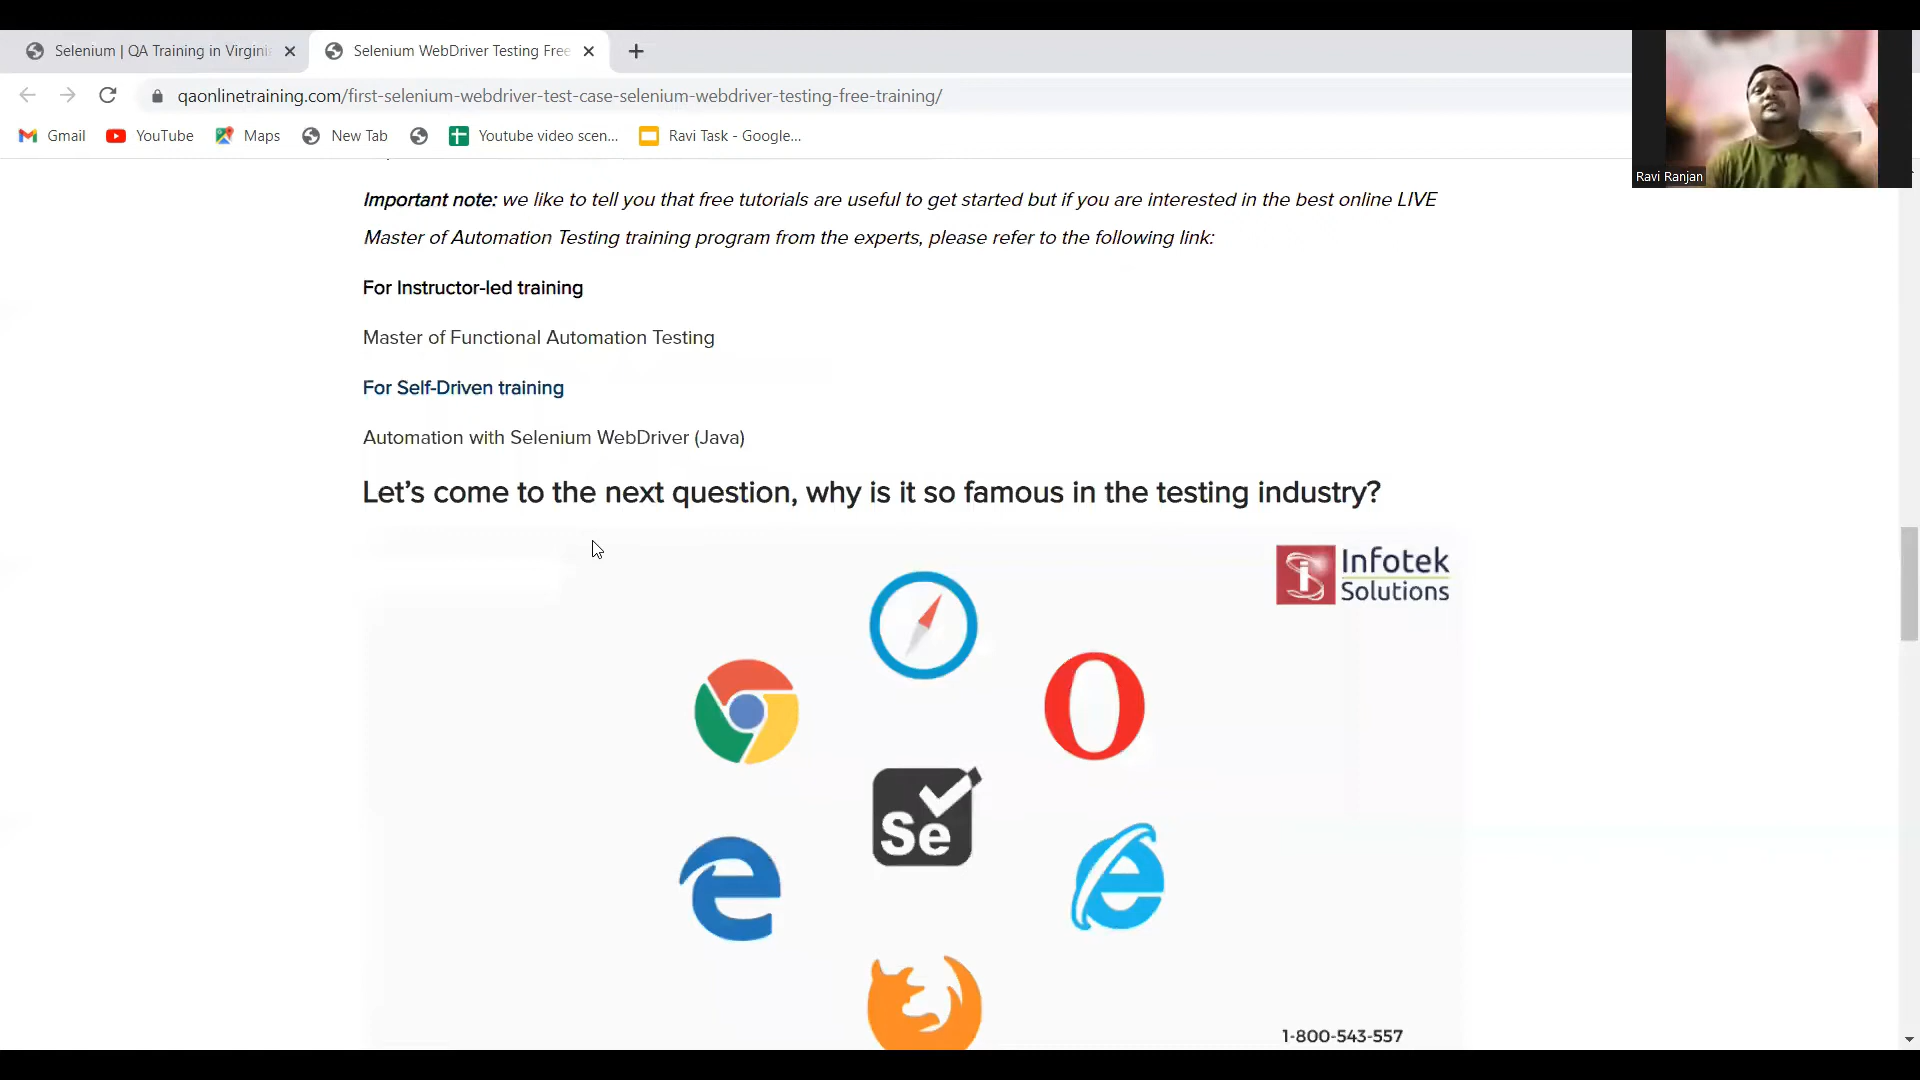 Selenium | QA Training in Virginia
Selenium WebDriver Testing Free
qaonlinetraining.com/first-selenium-webdriver-test-case-selenium-webdriver-testing-free-training/
Gmail
YouTube
Maps
New Tab
Youtube video scen...
Ravi Task - Google...
Ravi Ranjan
Important note: we like to tell you that free tutorials are useful to get started but if you are interested in the best online LIVE
Master of Automation Testing training program from the experts, please refer to the following link:
For Instructor-led training
Master of Functional Automation Testing
For Self-Driven training
Automation with Selenium WebDriver (Java)
Let’s come to the next question, why is it so famous in the testing industry?
Infotek
Solutions
Se
1-800-543-557